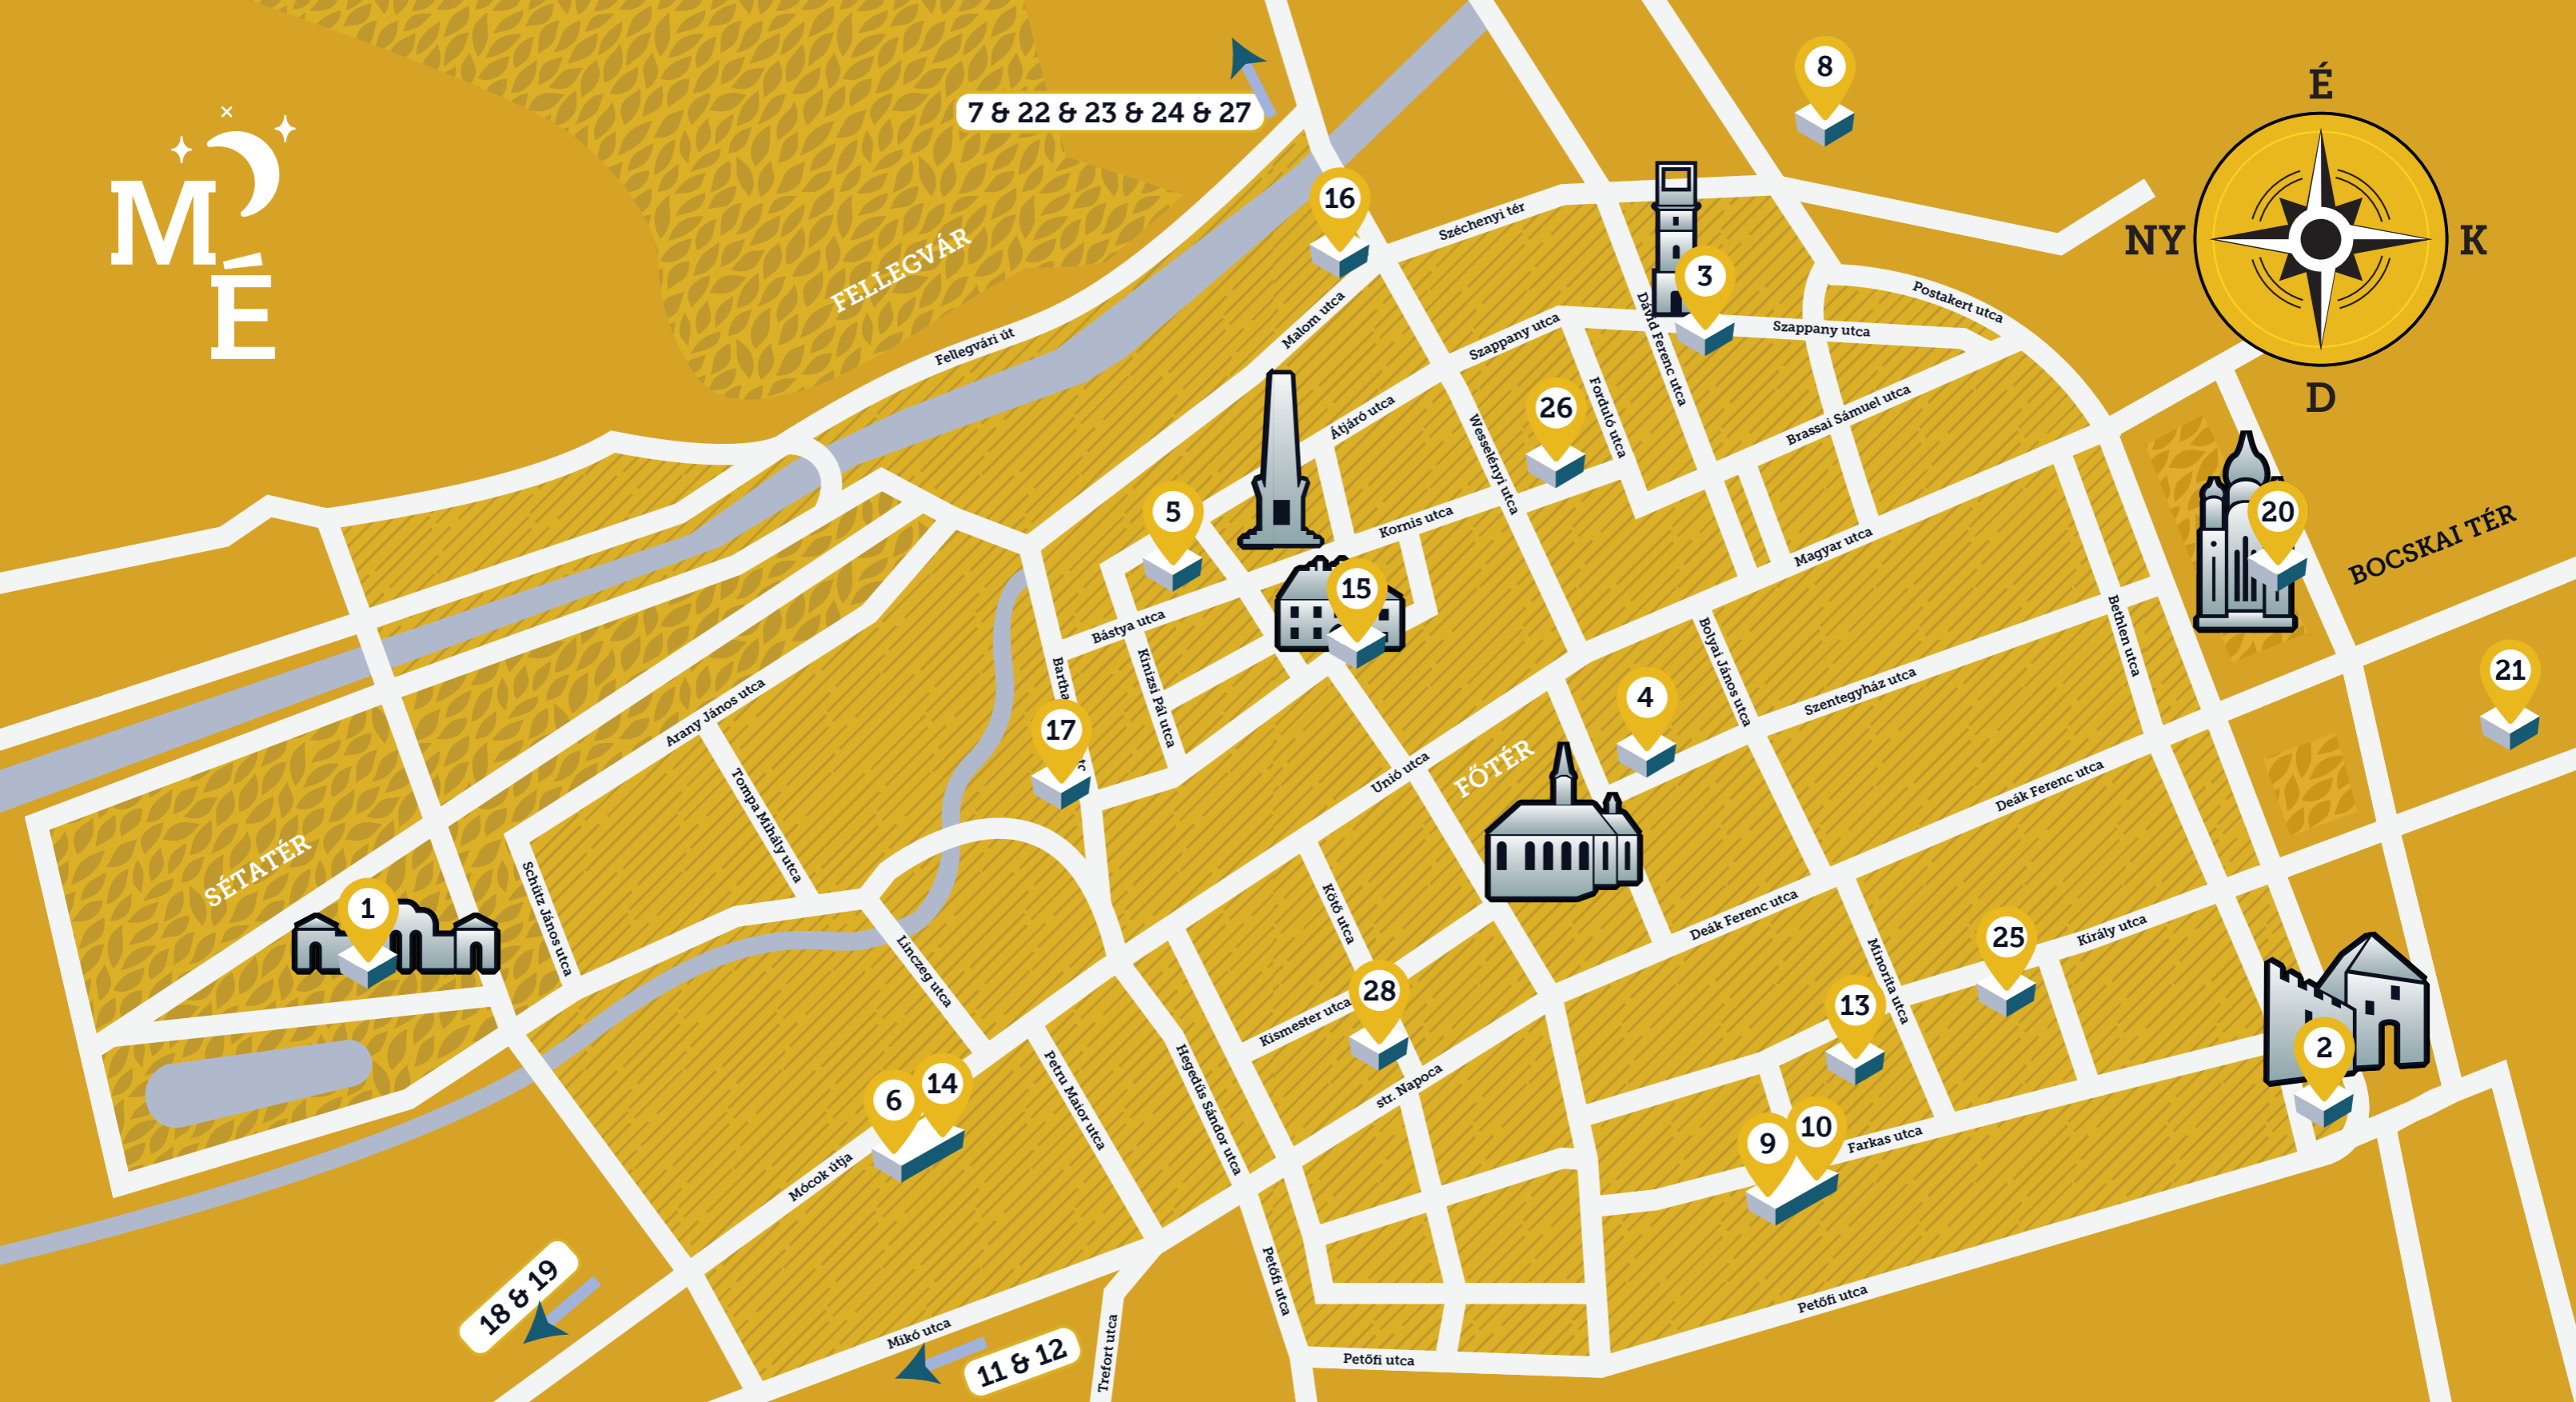 8
É
7 & 22 & 23 & 24 & 27
M
É
16
Széchenyi tér
NY
K
FELLEGVÁR
3
Postakert utca
Malom utca
Dávid Ferenc utca
Szappany utca
Szappany utca
Fellegvári út
D
Átjáró utca
26
Forduló utca
Brassai Sámuel utca
Wesselényi utca
5
Kornis utca
20
BOCSKAI TÉR
Magyar utca
15
Bástya utca
Bethlen utca
Kinizsi Pál utca
Bartha
Bolyai János utca
21
4
Szentegyház utca
Arany János utca
17
Unió utca
FŐTÉR
Tompa Mihály utca
Deák Ferenc utca
SÉTATÉR
1
Schütz János utca
Kötő utca
Deák Ferenc utca
Linczeg utca
25
Király utca
Minorita utca
28
13
Kismester utca
2
6
14
Petru Maior utca
Hegedűs Sándor utca
str. Napoca
9
10
Farkas utca
Mócok útja
18 & 19
Petőfi utca
Petőfi utca
Mikó utca
11 & 12
Trefort utca
Petőfi utca